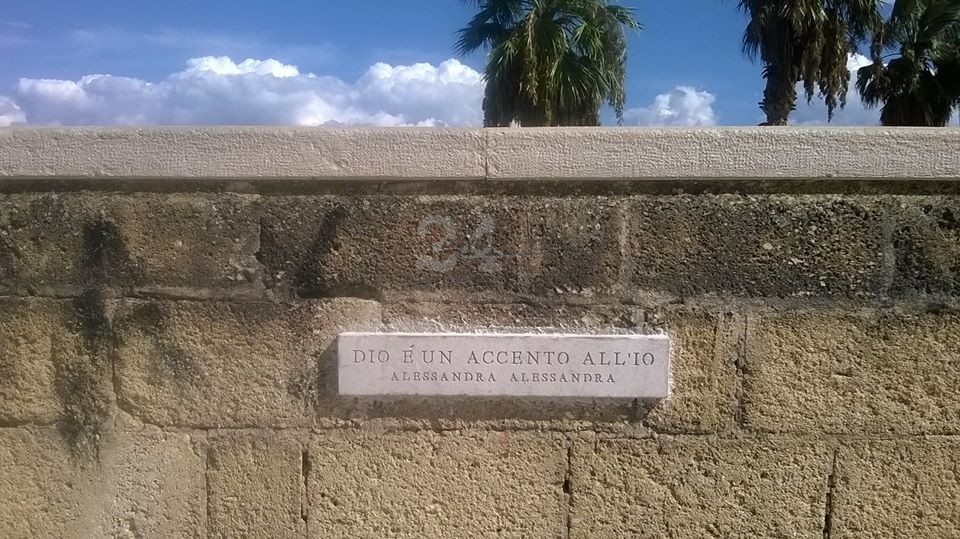 24
DIO É UN ACCENTO ALL'IO
ALESSANDRA ALESSANDRA